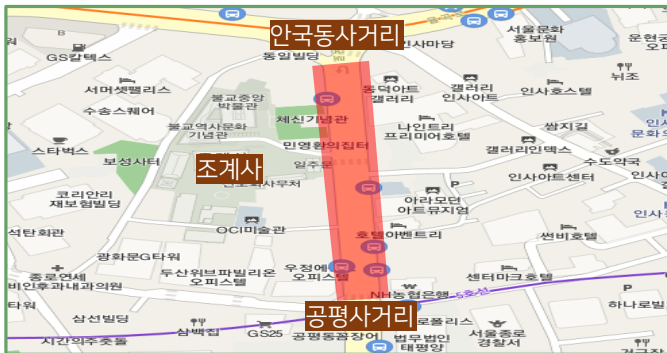 안국동사거리
인사마당
서울문화
홍보원
운현궁
GS칼텍스
동일빌딩
서머셋팰리스
불교중앙
박물관
동덕아트
갤러리
갤러리
인사아트
인사호스텔
뉘조
수송스퀘어
불교역사문화
기념관
체신기념관
나인트리
프리미어호텔
쌈지길
스타벅스
보성사터
민영환의집터
갤러리인덱스
수도약국
조계사
일주문
인사아트센터
코리안리
재보험빌딩
아라모던
아트뮤지엄
석탄회관
OCI미술관
호텔아벤트리
썬비호텔
광화문G타워
종로연세
비인후과내과의원
두산위브파빌리온
오피스텔
우정에
오피스텔
센터마크호텔
NH농협은행
5호선
하나로빌
공평사거리
삼선빌딩
삼백집
GS25
공평동꼼장어
로폴리스
서울종로
경찰서
시간의주춧돌
법무법인
태평양